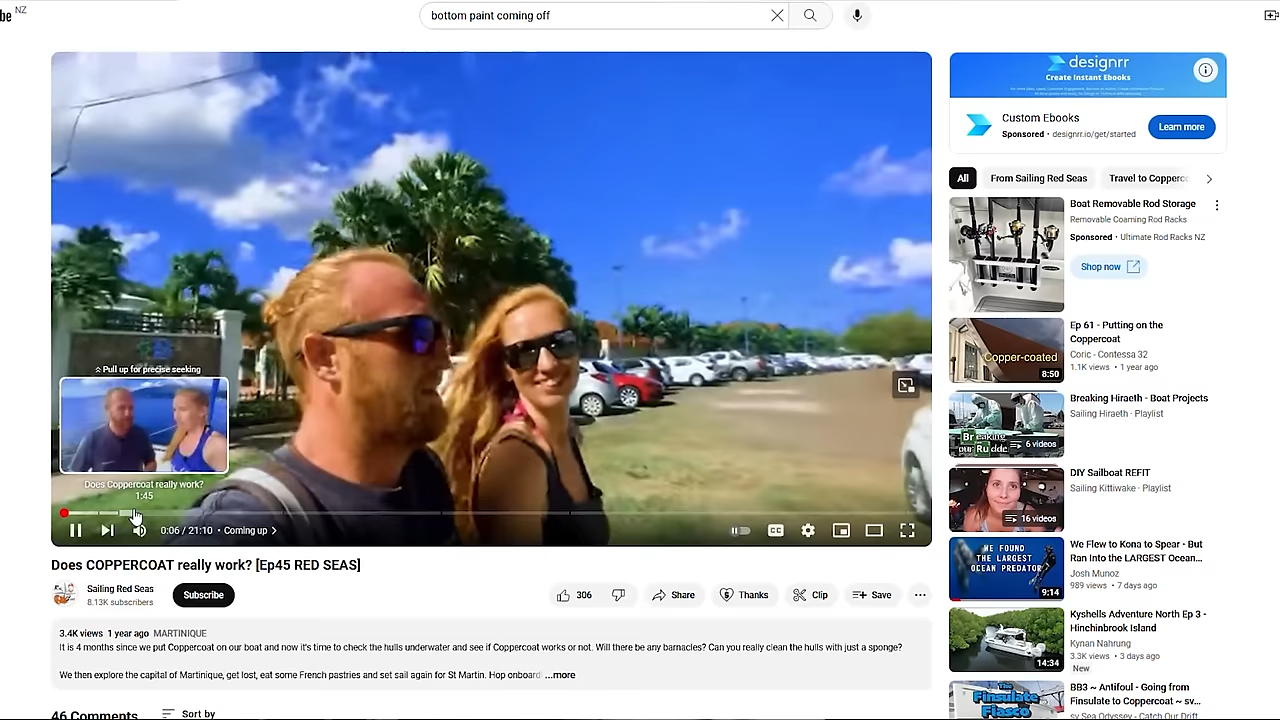 be NZ
bottom paint coming off
Pull up for precise seeking
Does Coppercoat really work?
1:45
0:06 / 21:10 • Coming up
CC
Does COPPERCOAT really work? [Ep45 RED SEAS]
Sailing Red Seas
8.13K subscribers
Subscribe
306
Share
Thanks
Clip
Save
3.4K views 1 year ago MARTINIQUE
It is 4 months since we put Coppercoat on our boat and now it's time to check the hulls underwater and see if Coppercoat works or not. Will there be any barnacles? Can you really clean the hulls with just a sponge?
We then explore the capital of Martinique, get lost, eat some French pastries and set sail again for St Martin. Hop onboard ...more
46 Comments
Sort by
designrr
Create Instant Ebooks
Custom Ebooks
Sponsored • designrr.io/get/started
Learn more
All
From Sailing Red Seas
Travel to Copperc
Boat Removable Rod Storage
Removable Coaming Rod Racks
Sponsored • Ultimate Rod Racks NZ
Shop now
Coppercoated
8:50
Ep 61 - Putting on the
Coppercoat
Coric - Contessa 32
1.1K views • 1 year ago
Breaking
our Rudde
6 videos
Breaking Hiraeth - Boat Projects
Sailing Hiraeth • Playlist
16 videos
DIY Sailboat REFIT
Sailing Kittiwake • Playlist
WE FOUND
THE LARGEST
OCEAN PREDATOR
9:14
We Flew to Kona to Spear - But
Ran Into the LARGEST Ocean...
Josh Munoz
989 views • 7 days ago
14:34
Kyshells Adventure North Ep 3 -
Hinchinbrook Island
Kynan Nahrung
3.3K views • 3 days ago
New
The
Finsulate
Fiasco
BB3 ~ Antifoul - Going from
Finsulate to Coppercoat ~ sv...
sv Sea Odyssey - Catch Our Drift